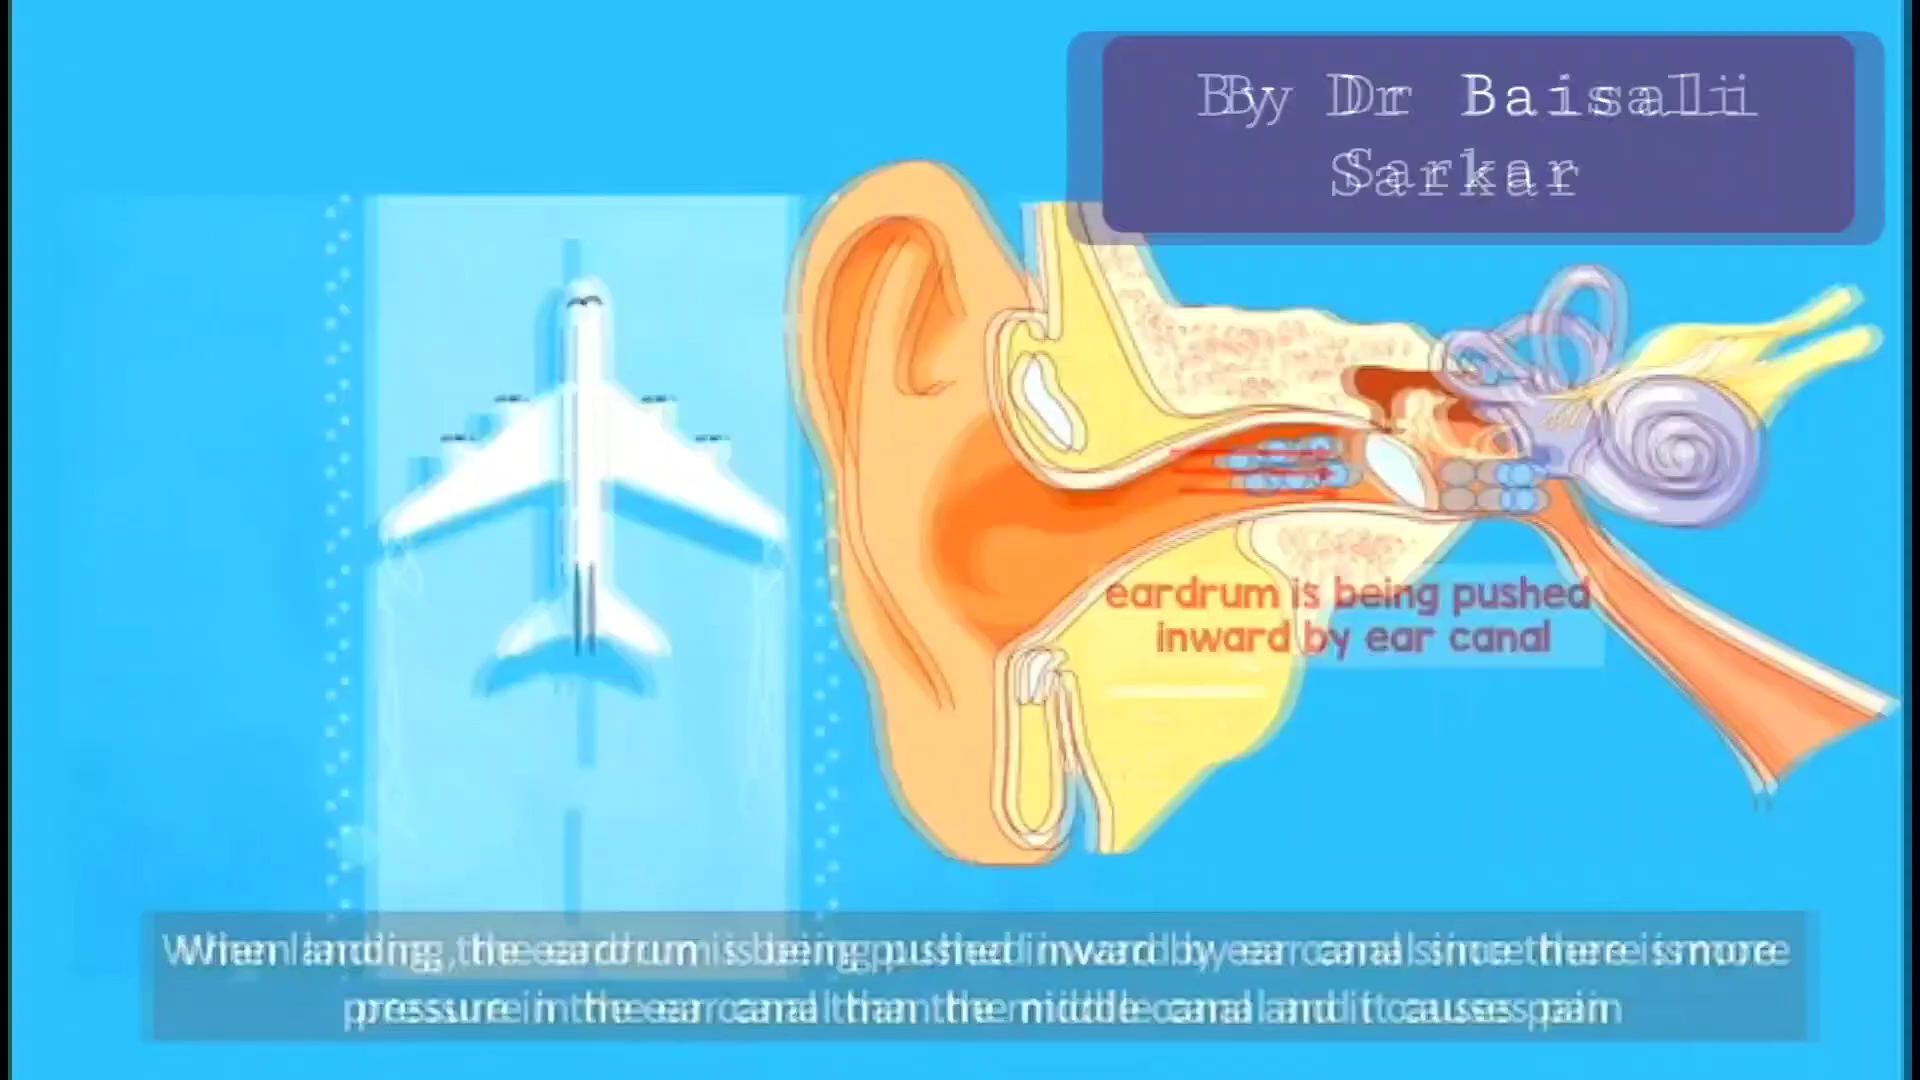 By Dr Baisali
Sarkar
eardrum is being pushed
inward by ear canal
When landing, the eardrum is being pushed inward by ear canal since there is more
pressure in the ear canal than the middle canal and it causes pain